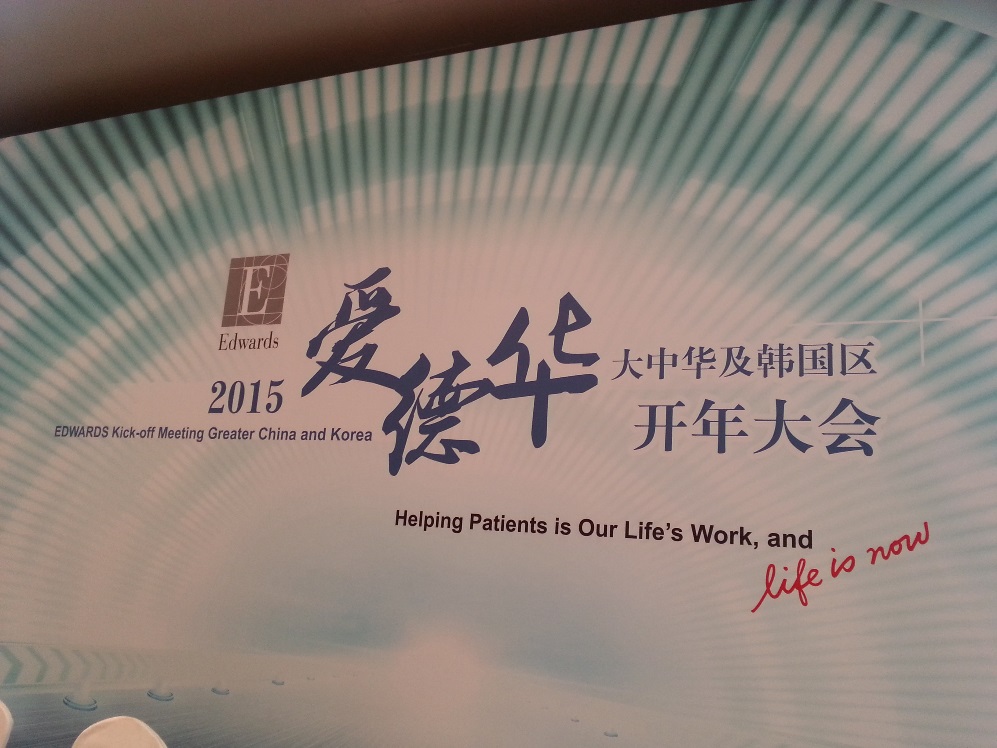 E
Edwards
2015
爱德华
大中华及韩国区
开年大会
EDWARDS Kick-off Meeting Greater China and Korea
Helping Patients is Our Life's Work, and
life is now